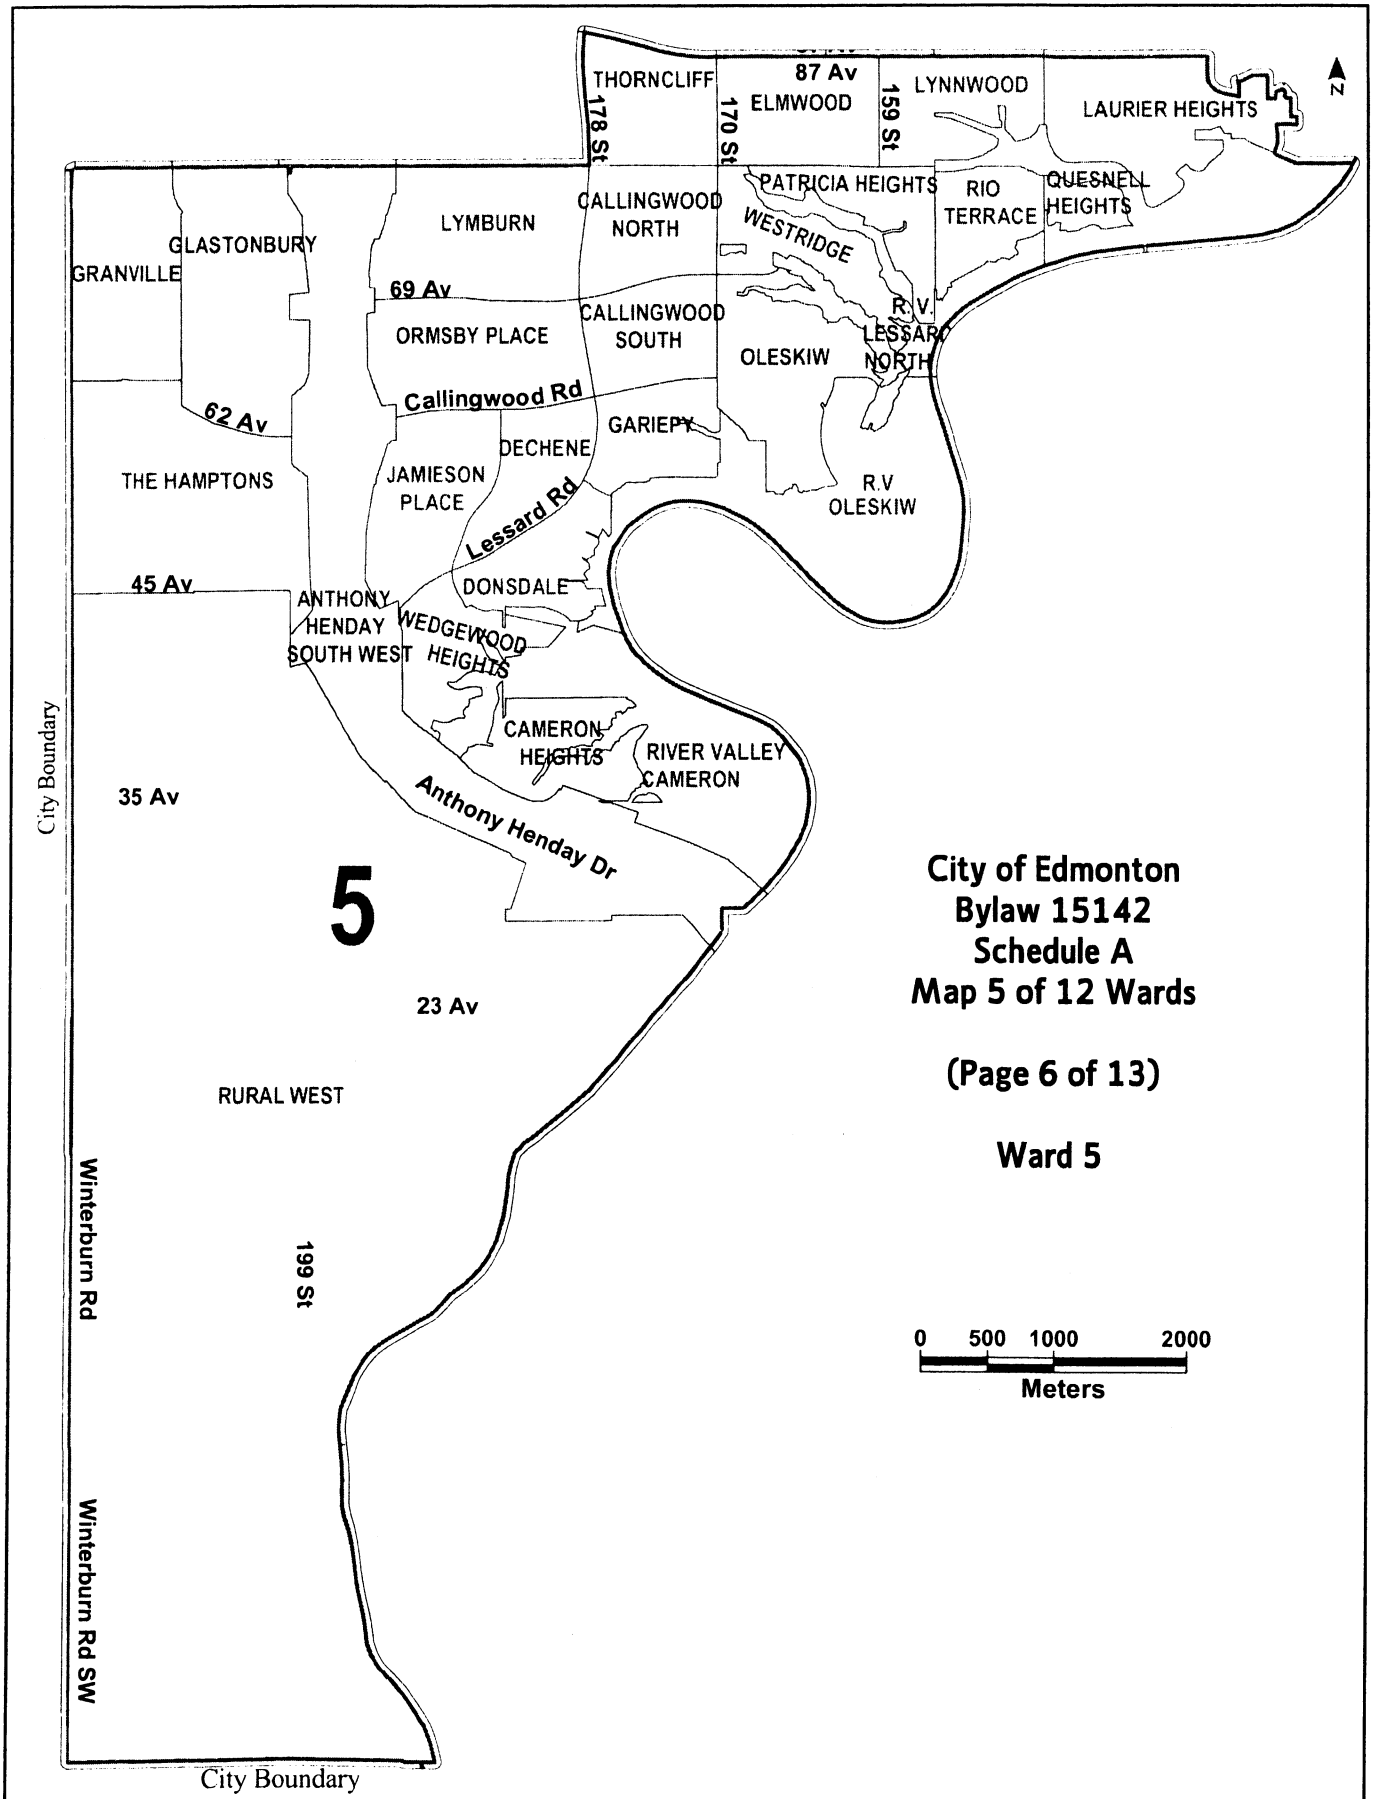 THORNCLIFF
87 Av
ELMWOOD
LYNNWOOD
LAURIER HEIGHTS
N
178 St
170 St
159 St
PATRICIA HEIGHTS
RIO
TERRACE
QUESNELL
HEIGHTS
CALLINGWOOD
NORTH
WESTRIDGE
LYMBURN
GLASTONBURY
GRANVILLE
69 Av
R.V.
LESSAR
NORTH
CALLINGWOOD
SOUTH
ORMSBY PLACE
OLESKIW
Callingwood Rd
62 Av
GARIEPY
DECHENE
THE HAMPTONS
JAMIESON
PLACE
R.V
OLESKIW
Lessard Rd
45 Av
DONSDALE
ANTHONY
HENDAY
SOUTH WEST
WEDGEWOOD
HEIGHTS
CAMERON
HEIGHTS
RIVER VALLEY
CAMERON
City Boundary
35 Av
Anthony Henday Dr
5
City of Edmonton
Bylaw 15142
Schedule A
Map 5 of 12 Wards
(Page 6 of 13)
Ward 5
23 Av
RURAL WEST
Winterburn Rd
199 St
0 500 1000 2000
Meters
Winterburn Rd SW
City Boundary